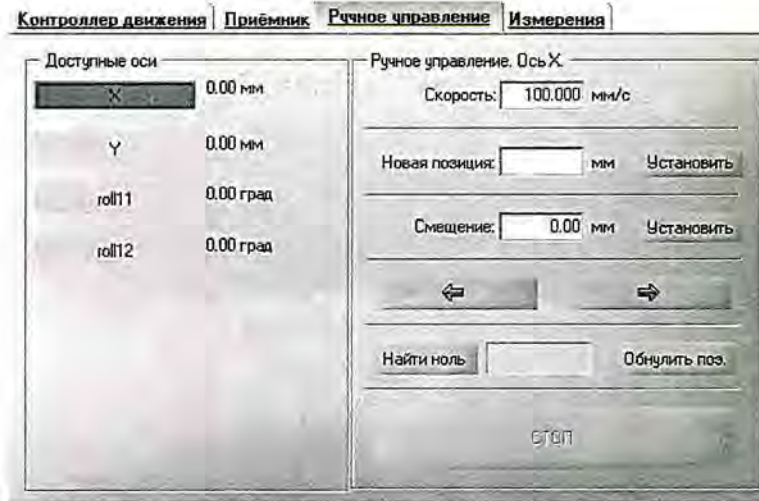 Контроллер движения Приёмник Ручное управление Измерения
Доступные оси
X 0.00 мм
Y 0.00 мм
roll11 0.00 град
roll12 0.00 град
Ручное управление. Ось X.
Скорость: 100.000 мм/с
Новая позиция: мм Установить
Смещение: 0.00 мм Установить
Найти ноль Обнулить поз.
СТОП